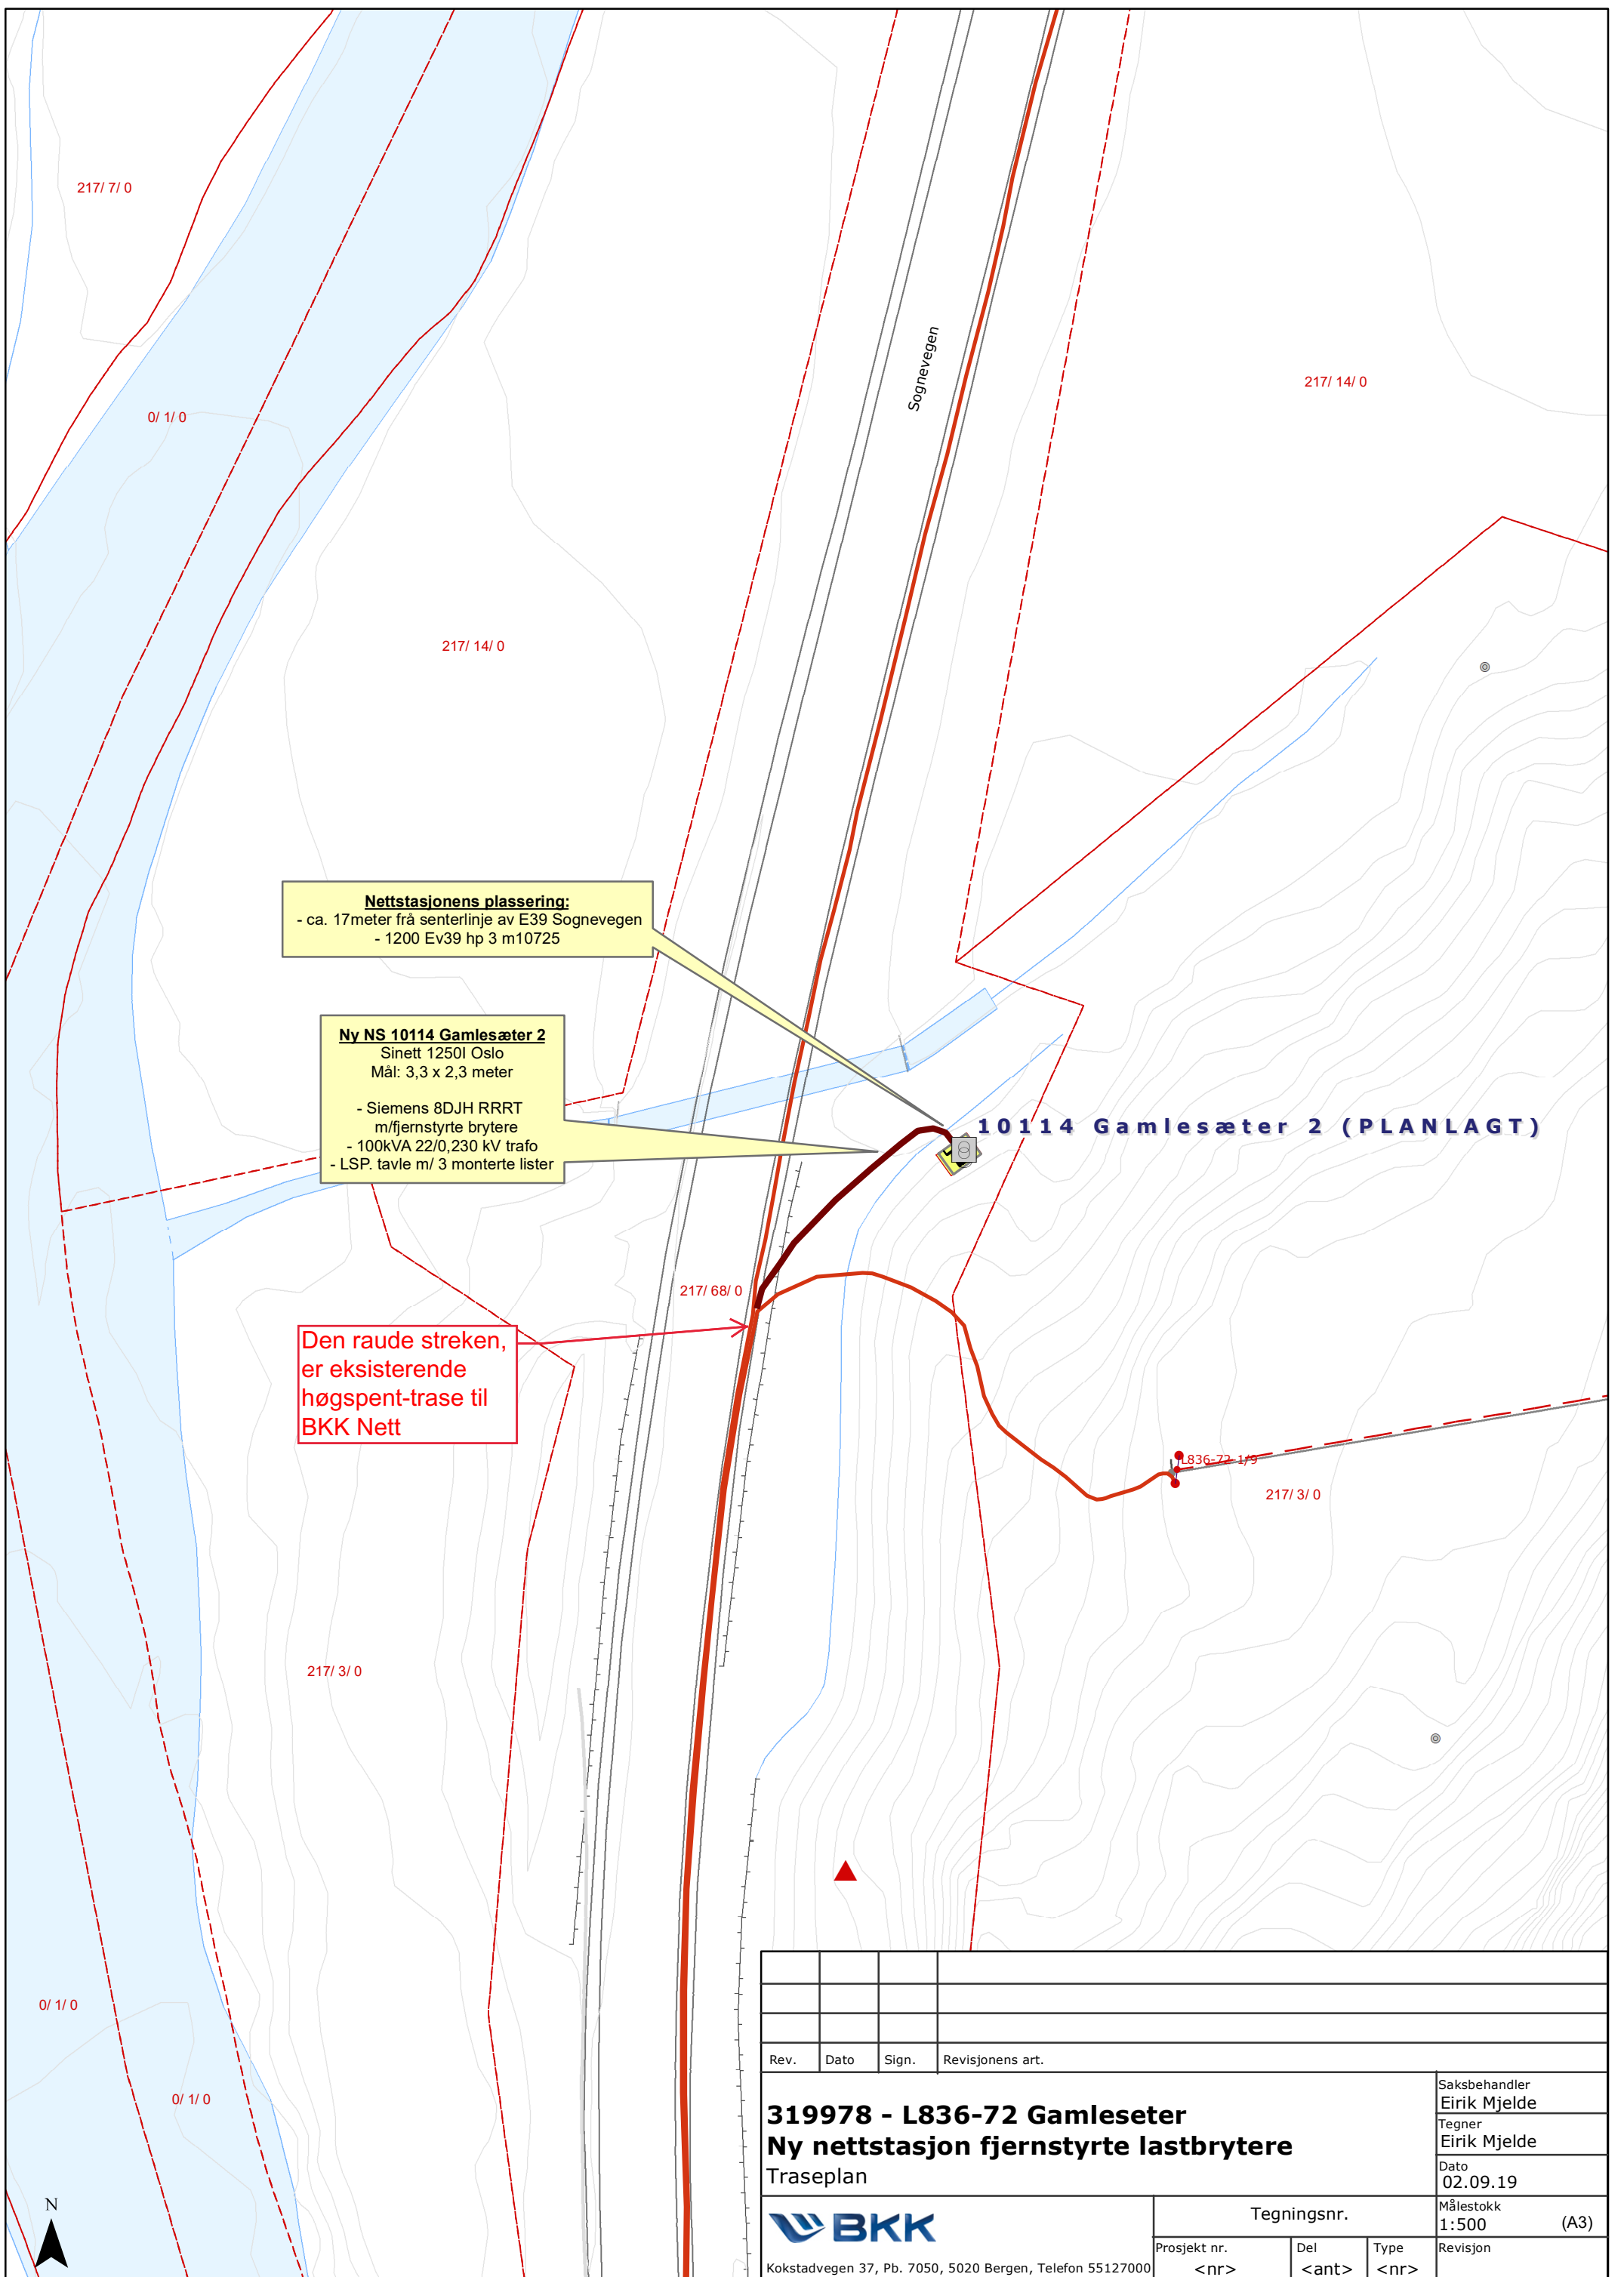 217/ 7/ 0
0/ 1/ 0
Sognevegen
217/ 14/ 0
217/ 14/ 0
Nettstasjonens plassering:
- ca. 17meter frå senterlinje av E39 Sognevegen
- 1200 Ev39 hp 3 m10725
Ny NS 10114 Gamlesæter 2
Sinett 1250l Oslo
Mål: 3,3 x 2,3 meter
- Siemens 8DJH RRRT
m/fjernstyrte brytere
- 100kVA 22/0,230 kV trafo
- LSP. tavle m/ 3 monterte lister
10114 Gamlesæter 2 (PLANLAGT)
217/ 68/ 0
Den raude streken,
er eksisterende
høgspent-trase til
BKK Nett
L836-72-1/9
217/ 3/ 0
217/ 3/ 0
0/ 1/ 0
0/ 1/ 0
N
Rev. Dato Sign. Revisjonens art.
319978 - L836-72 Gamleseter
Ny nettstasjon fjernstyrte lastbrytere
Traseplan
Saksbehandler
Eirik Mjelde
Tegner
Eirik Mjelde
Dato
02.09.19
BKK
Kokstadvegen 37, Pb. 7050, 5020 Bergen, Telefon 55127000
Tegningsnr.
Målestokk
1:500 (A3)
Prosjekt nr. Del Type Revisjon
<nr> <ant> <nr>